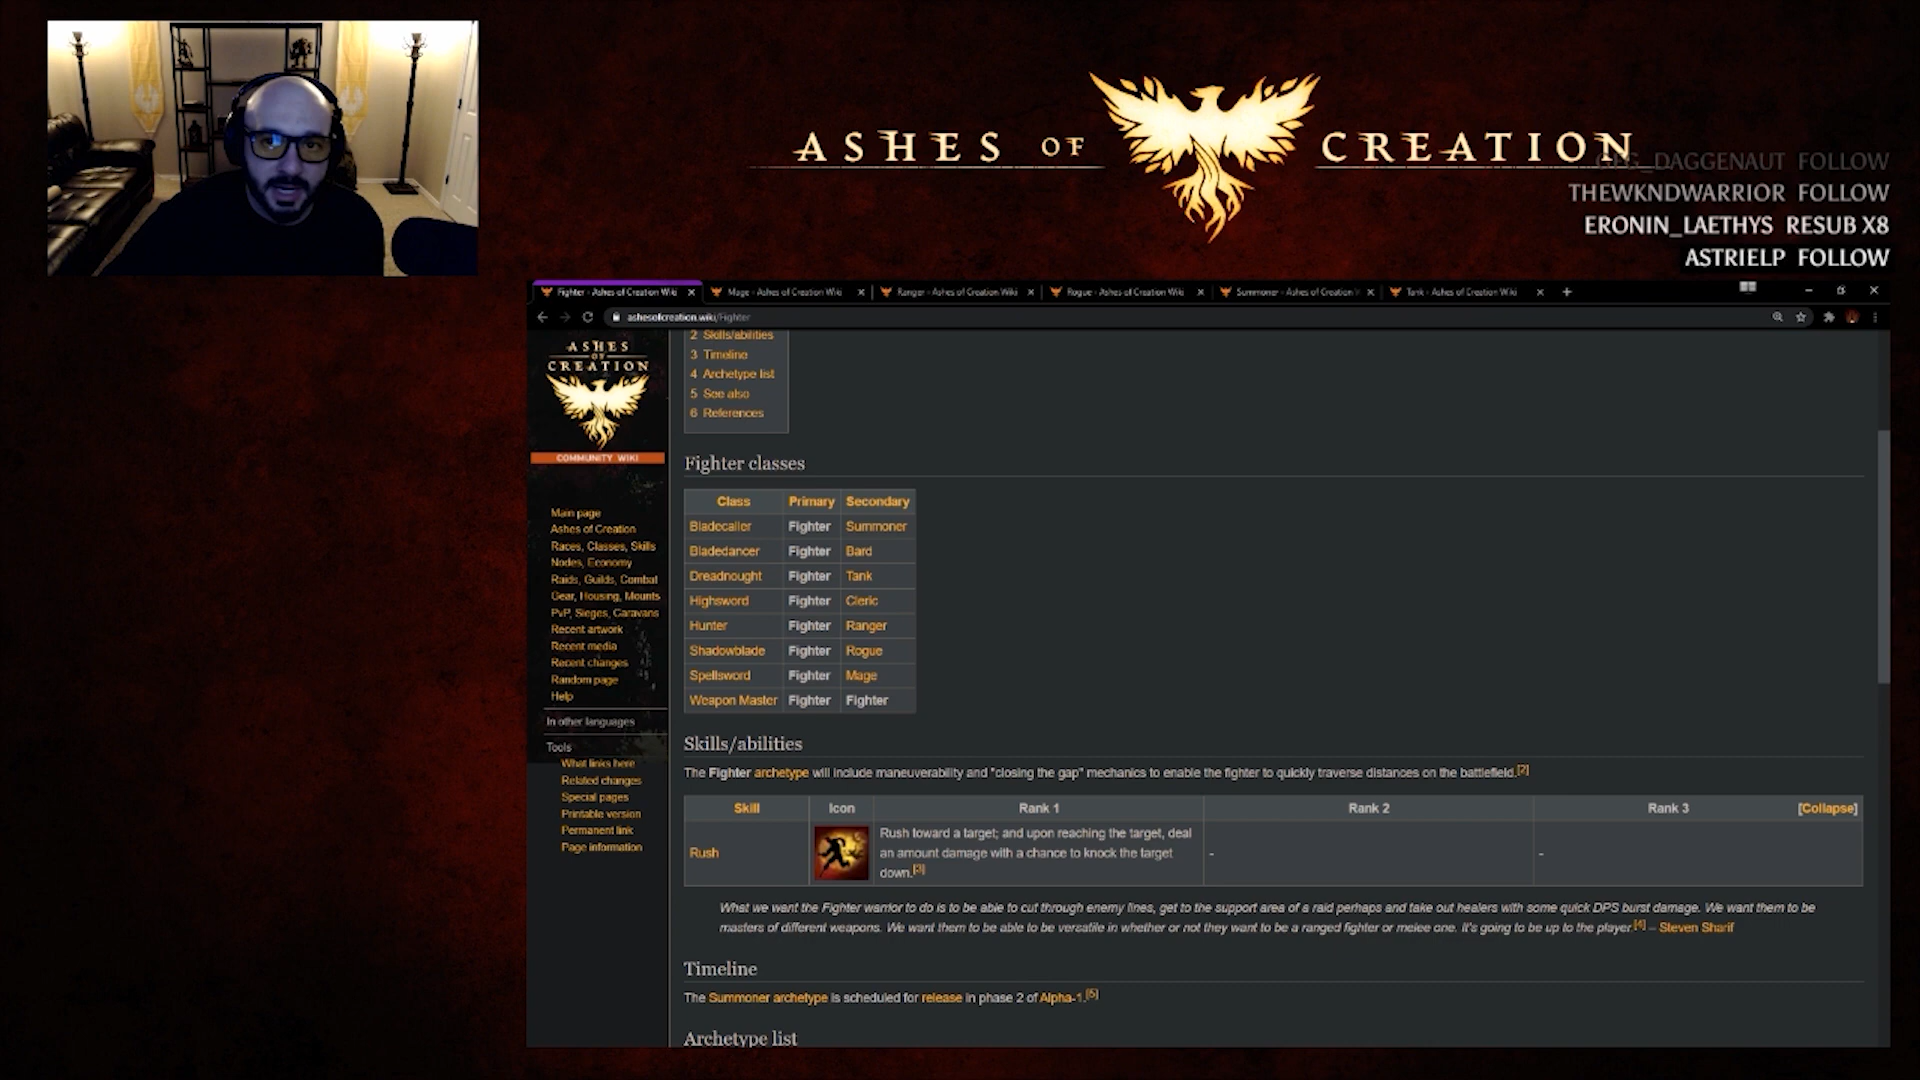 ASHES OF CREATION
DAGGENAUT FOLLOW
THEWKNDWARRIOR FOLLOW
ERONIN_LAETHYS RESUB X8
ASTRIELP FOLLOW
Fighter - Ashes of Creation Wiki
Mage - Ashes of Creation Wiki
Ranger - Ashes of Creation Wiki
Rogue - Ashes of Creation Wiki
Summoner - Ashes of Creation
Tank - Ashes of Creation Wiki
ashesofcreation.wiki/Fighter
ASHES
OF
CREATION
COMMUNITY WIKI
Main page
Ashes of Creation
Races, Classes, Skills
Nodes, Economy
Raids, Guilds, Combat
Gear, Housing, Mounts
PvP, Sieges, Caravans
Recent artwork
Recent media
Recent changes
Random page
Help
In other languages
Tools
What links here
Related changes
Special pages
Printable version
Permanent link
Page information
2 Skills/abilities
3 Timeline
4 Archetype list
5 See also
6 References
Fighter classes
Class Primary Secondary
Bladecaller Fighter Summoner
Bladedancer Fighter Bard
Dreadnought Fighter Tank
Highsword Fighter Cleric
Hunter Fighter Ranger
Shadowblade Fighter Rogue
Spellsword Fighter Mage
Weapon Master Fighter Fighter
Skills/abilities
The Fighter archetype will include maneuverability and "closing the gap" mechanics to enable the fighter to quickly traverse distances on the battlefield.[2]
Skill Icon Rank 1 Rank 2 Rank 3 [Collapse]
Rush Rush toward a target; and upon reaching the target, deal
an amount damage with a chance to knock the target - -
down.[3]
What we want the Fighter warrior to do is to be able to cut through enemy lines, get to the support area of a raid perhaps and take out healers with some quick DPS burst damage. We want them to be
masters of different weapons. We want them to be able to be versatile in whether or not they want to be a ranged fighter or melee one. It's going to be up to the player.[4] – Steven Sharif
Timeline
The Summoner archetype is scheduled for release in phase 2 of Alpha-1.[5]
Archetype list